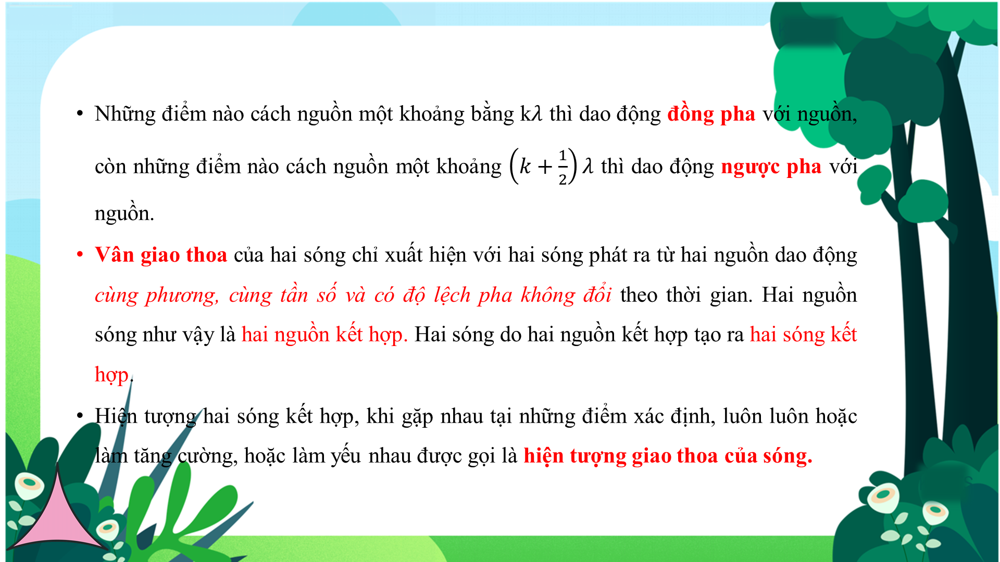 • Những điểm nào cách nguồn một khoảng bằng k𝜆 thì dao động đồng pha với nguồn,
còn những điểm nào cách nguồn một khoảng (𝑘 + 1/2) 𝜆 thì dao động ngược pha với
nguồn.
• Vân giao thoa của hai sóng chỉ xuất hiện với hai sóng phát ra từ hai nguồn dao động
cùng phương, cùng tần số và có độ lệch pha không đổi theo thời gian. Hai nguồn
sóng như vậy là hai nguồn kết hợp. Hai sóng do hai nguồn kết hợp tạo ra hai sóng kết
hợp.
• Hiện tượng hai sóng kết hợp, khi gặp nhau tại những điểm xác định, luôn luôn hoặc
làm tăng cường, hoặc làm yếu nhau được gọi là hiện tượng giao thoa của sóng.